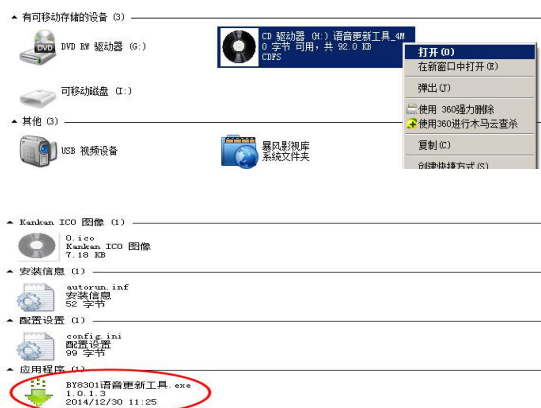 有可移动存储的设备 (3)
DVD RW 驱动器 (G:)
CD 驱动器 (H:) 语音更新工具_4M
0 字节 可用，共 92.0 KB
CDFS
打开(O)
在新窗口中打开(E)
可移动磁盘 (I:)
弹出(J)
使用 360强力删除
使用360进行木马云查杀
复制(C)
创建快捷方式(S)
其他 (3)
USB 视频设备
暴风影视库
系统文件夹
Kankan ICO 图像 (1)
0.ico
Kankan ICO 图像
7.18 KB
安装信息 (1)
autorun.inf
安装信息
52 字节
配置设置 (1)
config.ini
配置设置
99 字节
应用程序 (1)
BY8301语音更新工具.exe
1.0.1.3
2014/12/30 11:25